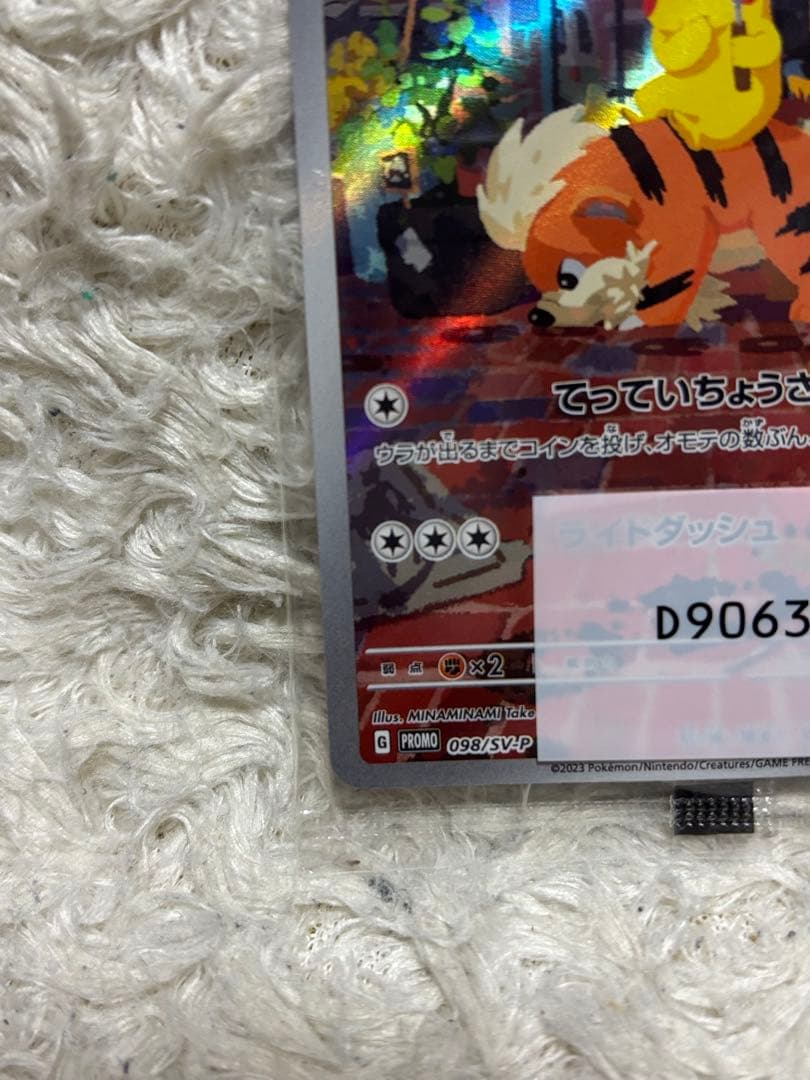 てっていちょうさ
ウラが出るまでコインを投げ、オモテの数ぶん、
ライドダッシュ
D9063
弱点 ×2
Illus. MINAMINAMI Take
G PROMO 098/SV-P
©2023 Pokémon/Nintendo/Creatures/GAME FRE